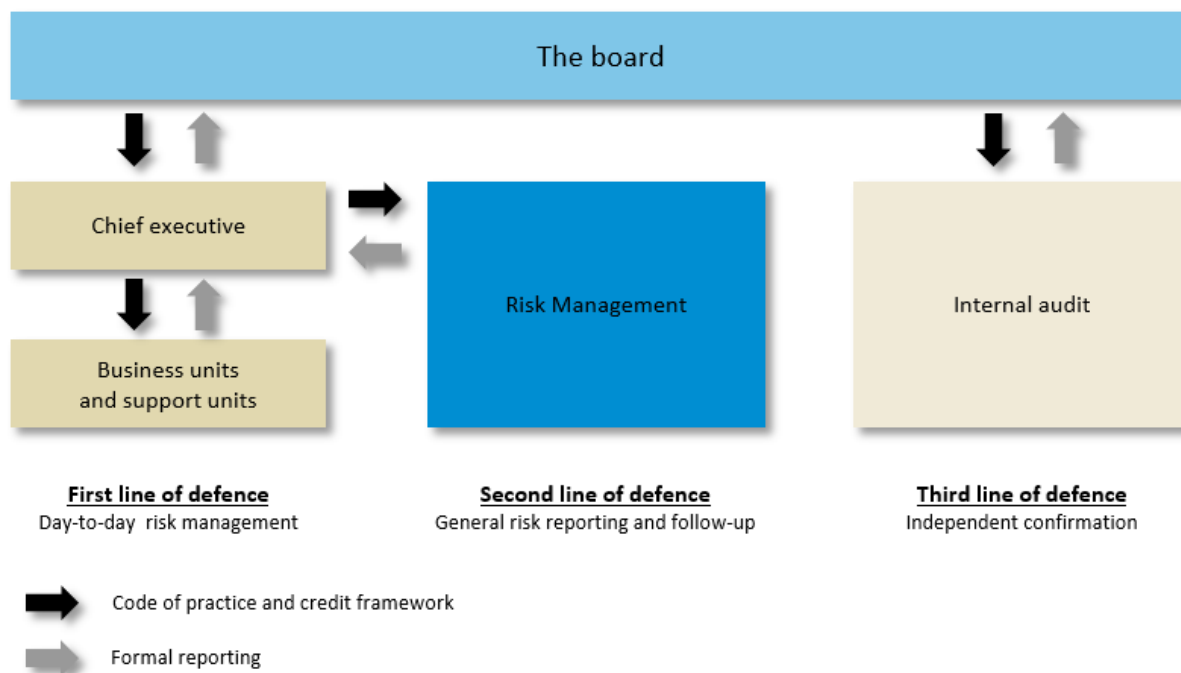 The board
Chief executive
Risk Management
Internal audit
Business units
and support units
First line of defence
Day-to-day risk management
Second line of defence
General risk reporting and follow-up
Third line of defence
Independent confirmation
Code of practice and credit framework
Formal reporting